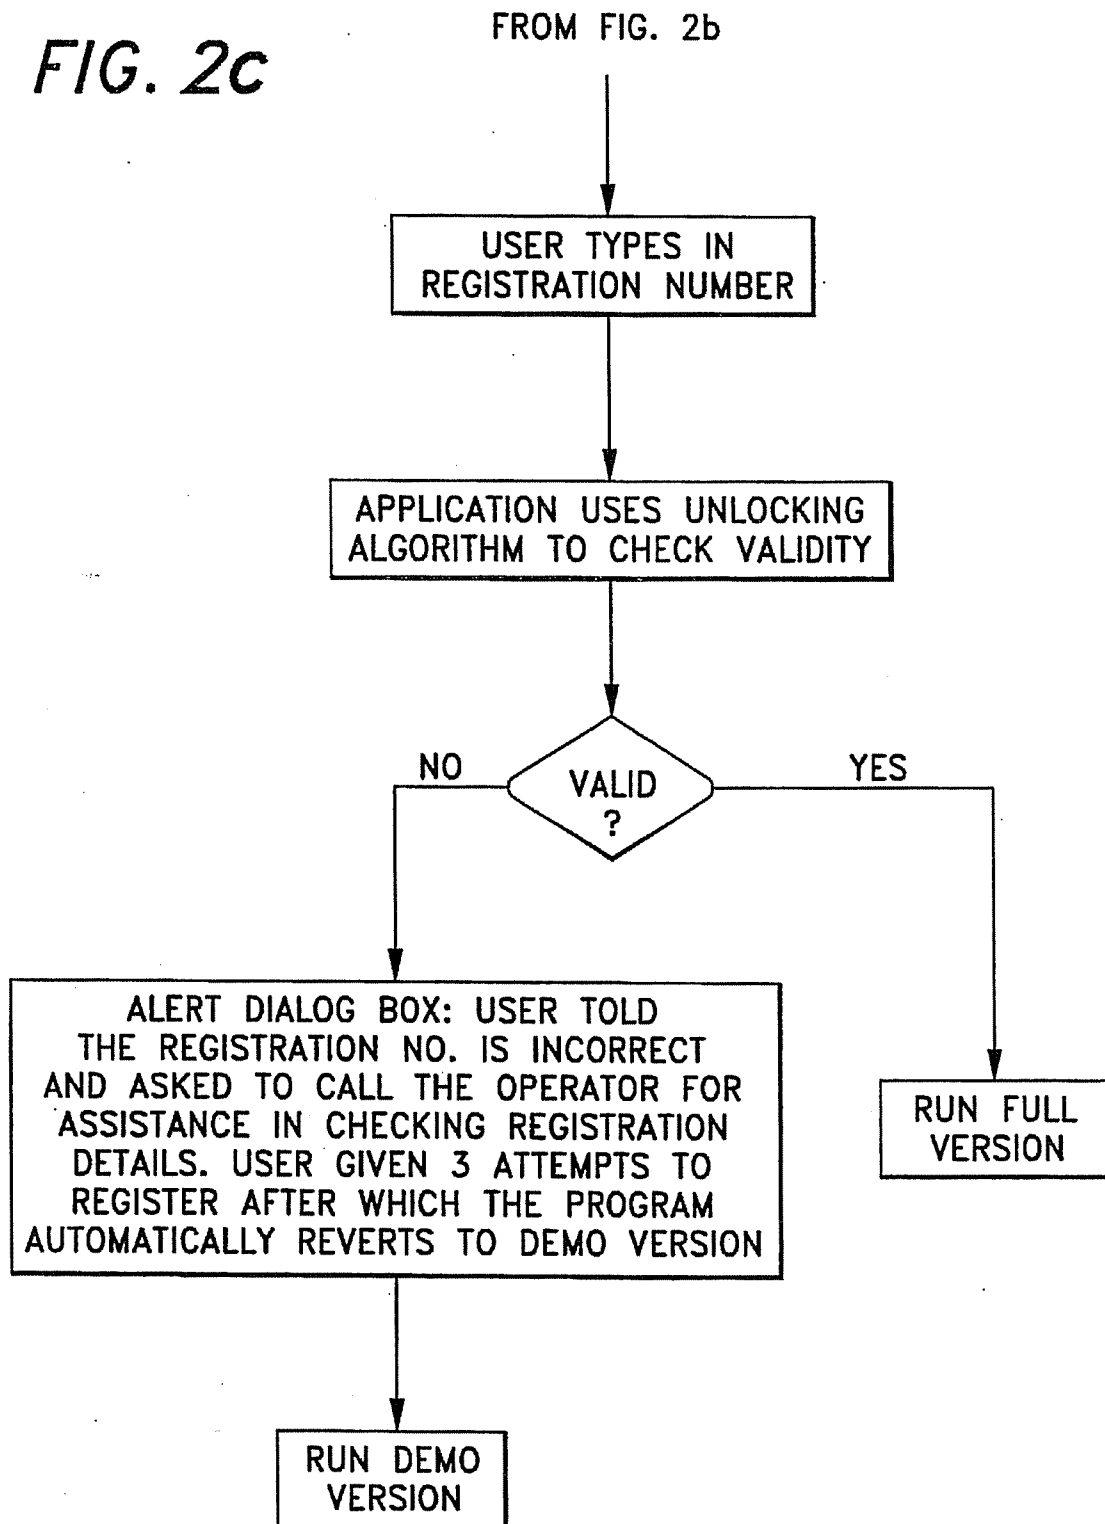 FROM FIG. 2b
FIG. 2c
USER TYPES IN
REGISTRATION NUMBER
APPLICATION USES UNLOCKING
ALGORITHM TO CHECK VALIDITY
NO
VALID
?
YES
ALERT DIALOG BOX: USER TOLD
THE REGISTRATION NO. IS INCORRECT
AND ASKED TO CALL THE OPERATOR FOR
ASSISTANCE IN CHECKING REGISTRATION
DETAILS. USER GIVEN 3 ATTEMPTS TO
REGISTER AFTER WHICH THE PROGRAM
AUTOMATICALLY REVERTS TO DEMO VERSION
RUN FULL
VERSION
RUN DEMO
VERSION